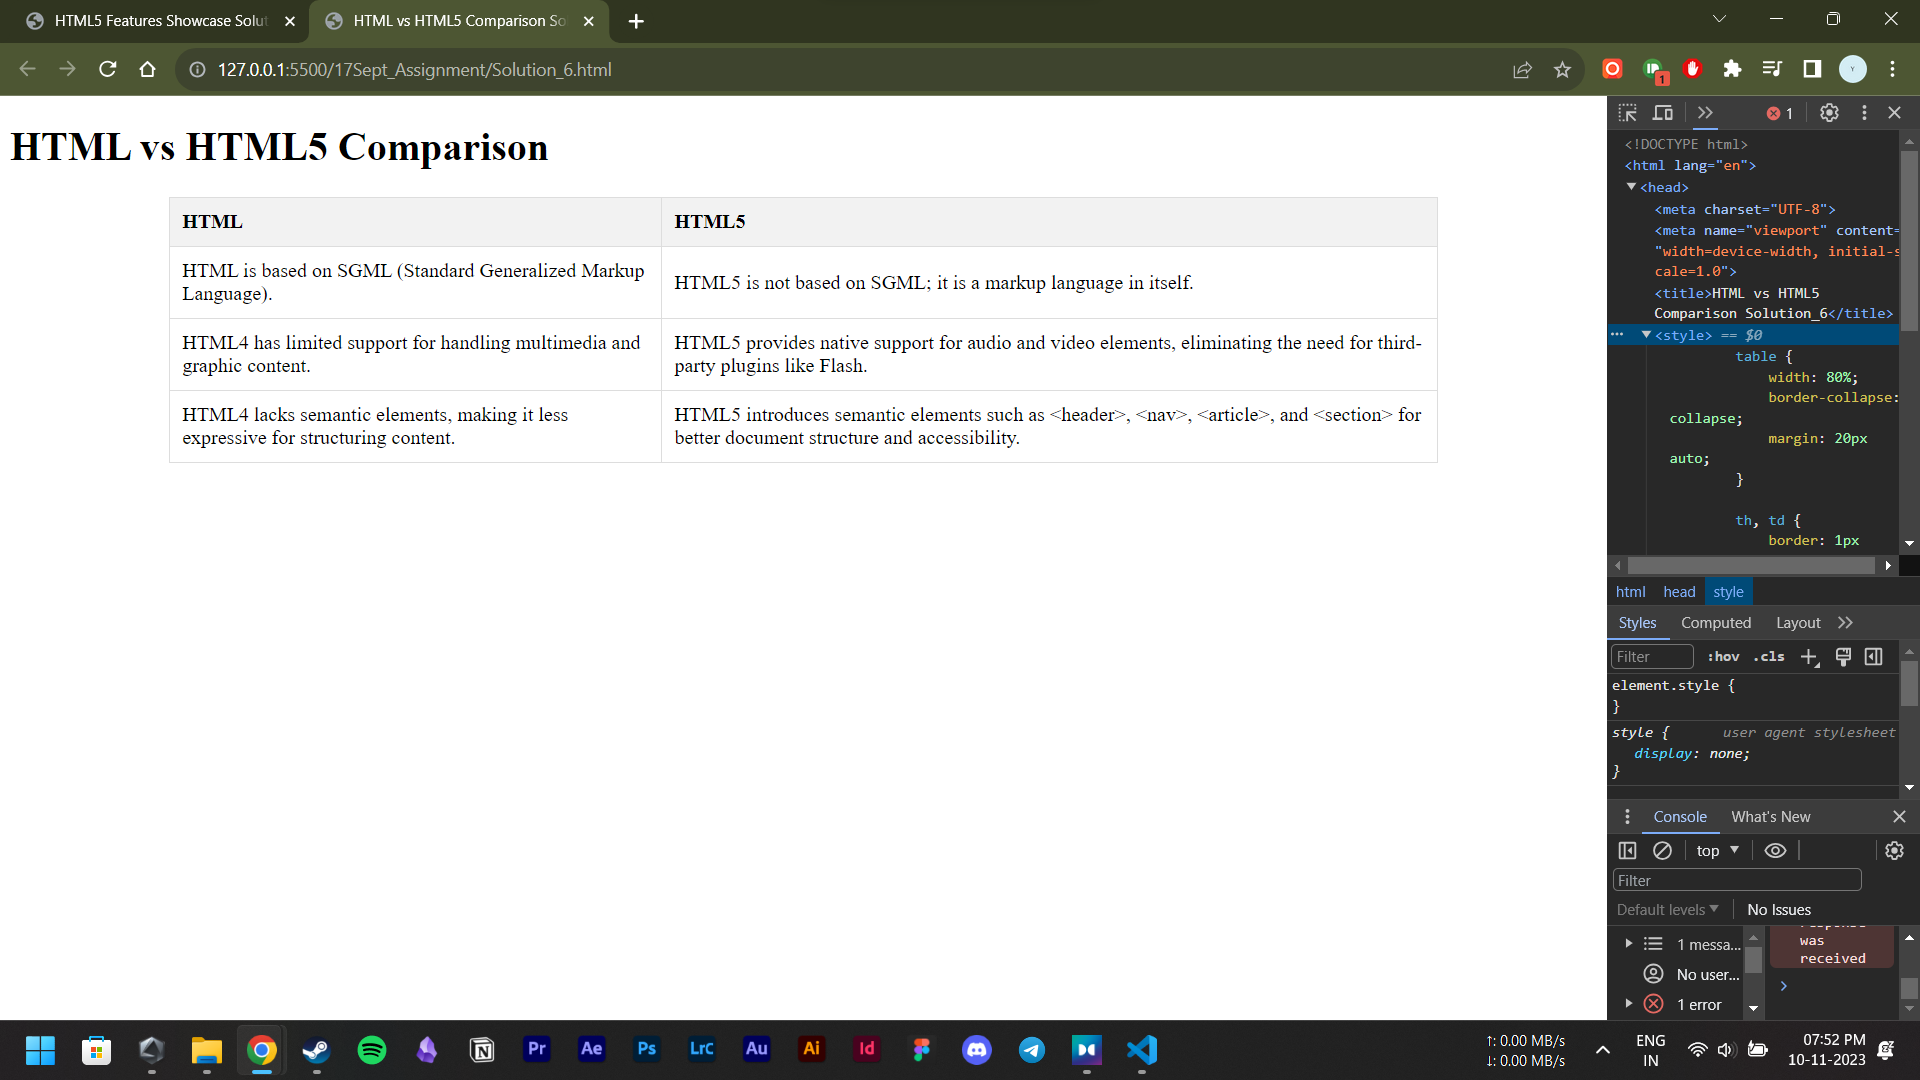 HTML5 Features Showcase Solut
HTML vs HTML5 Comparison So
127.0.0.1:5500/17Sept_Assignment/Solution_6.html
1
Y
HTML vs HTML5 Comparison
HTML HTML5
HTML is based on SGML (Standard Generalized Markup
Language).
HTML5 is not based on SGML; it is a markup language in itself.
HTML4 has limited support for handling multimedia and
graphic content.
HTML5 provides native support for audio and video elements, eliminating the need for third-
party plugins like Flash.
HTML4 lacks semantic elements, making it less
expressive for structuring content.
HTML5 introduces semantic elements such as <header>, <nav>, <article>, and <section> for
better document structure and accessibility.
1
<!DOCTYPE html>
<html lang="en">
<head>
<meta charset="UTF-8">
<meta name="viewport" content=
"width=device-width, initial-s
cale=1.0">
<title>HTML vs HTML5
Comparison Solution_6</title>
<style> == $0
table {
width: 80%;
border-collapse:
collapse;
margin: 20px
auto;
}
th, td {
border: 1px
html head style
Styles Computed Layout
Filter :hov .cls
element.style {
}
style { user agent stylesheet
display: none;
}
Console What's New
top
Filter
Default levels No Issues
1 messa...
No user...
1 error
was
received
Pr Ae Ps LrC Au Ai Id
↑: 0.00 MB/s
↓: 0.00 MB/s
ENG
IN
07:52 PM
10-11-2023